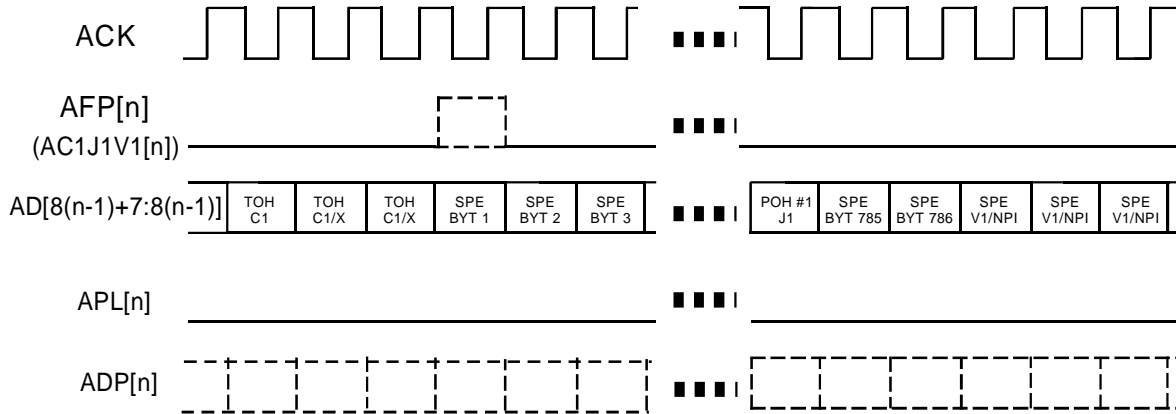 ACK
AFP[n]
(AC1J1V1[n])
AD[8(n-1)+7:8(n-1)]
TOH
C1
TOH
C1/X
TOH
C1/X
SPE
BYT 1
SPE
BYT 2
SPE
BYT 3
POH #1
J1
SPE
BYT 785
SPE
BYT 786
SPE
V1/NPI
SPE
V1/NPI
SPE
V1/NPI
APL[n]
ADP[n]